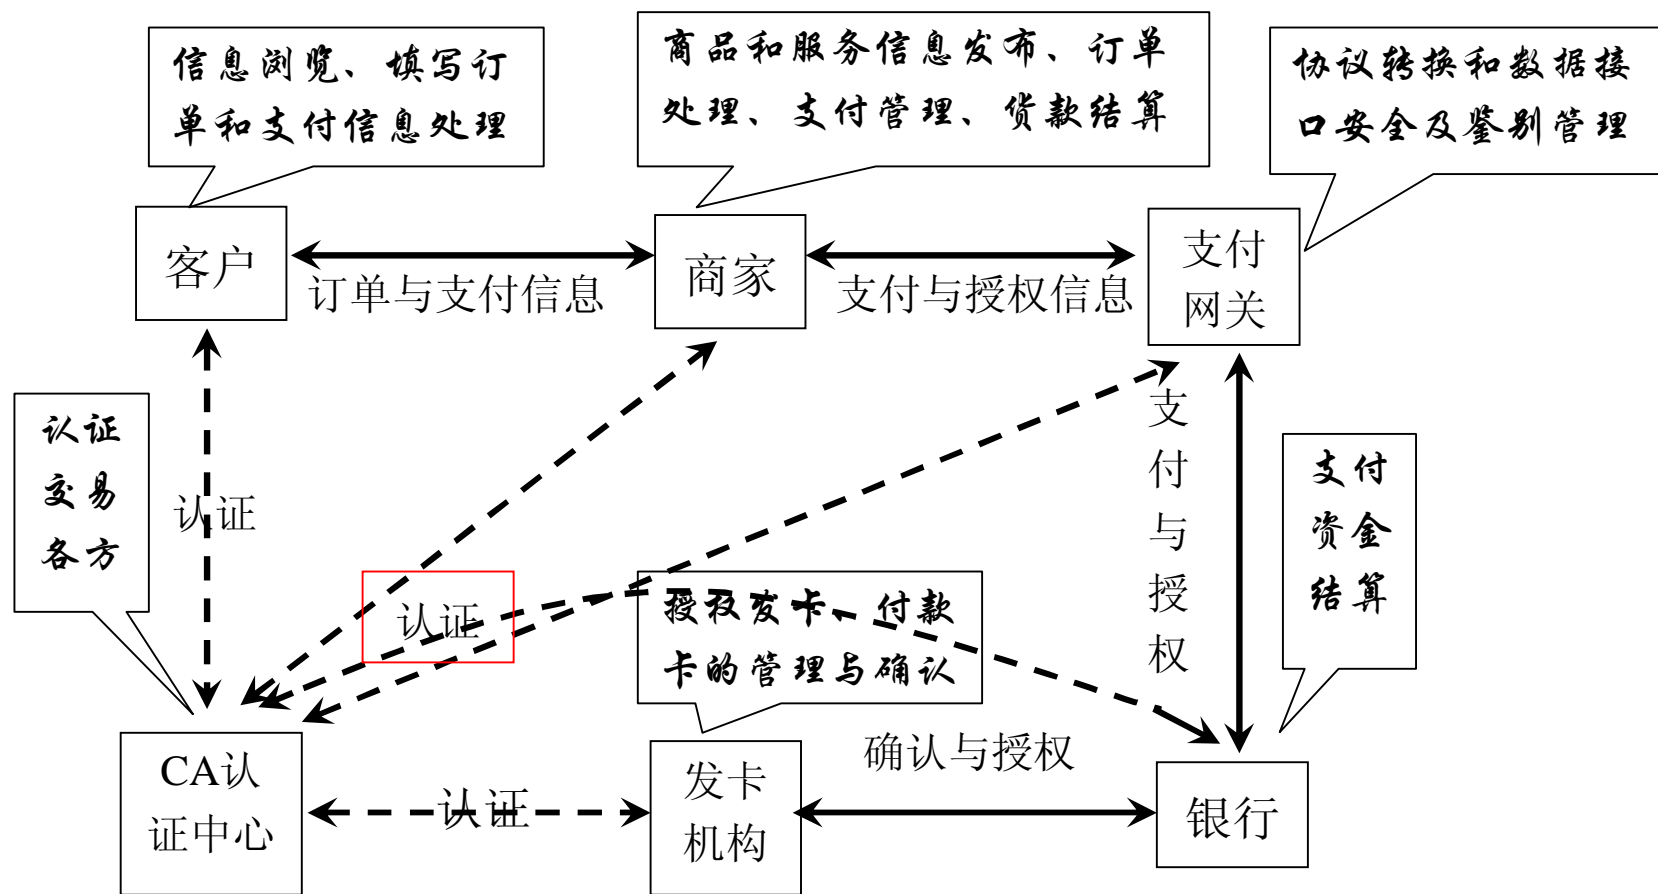 信息浏览、填写订
单和支付信息处理
商品和服务信息发布、订单
处理、支付管理、货款结算
协议转换和数据接
口安全及鉴别管理
客户
订单与支付信息
商家
支付与授权信息
支付
网关
认证
交易
各方
认证
认证
授权发卡、付款
卡的管理与确认
支
付
与
授
权
支付
资金
结算
CA认
证中心
认证
发卡
机构
确认与授权
银行